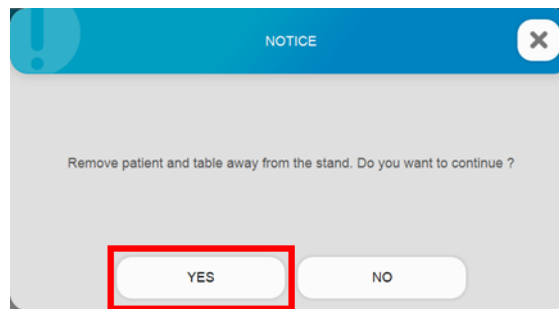 NOTICE
Remove patient and table away from the stand. Do you want to continue ?
YES
NO